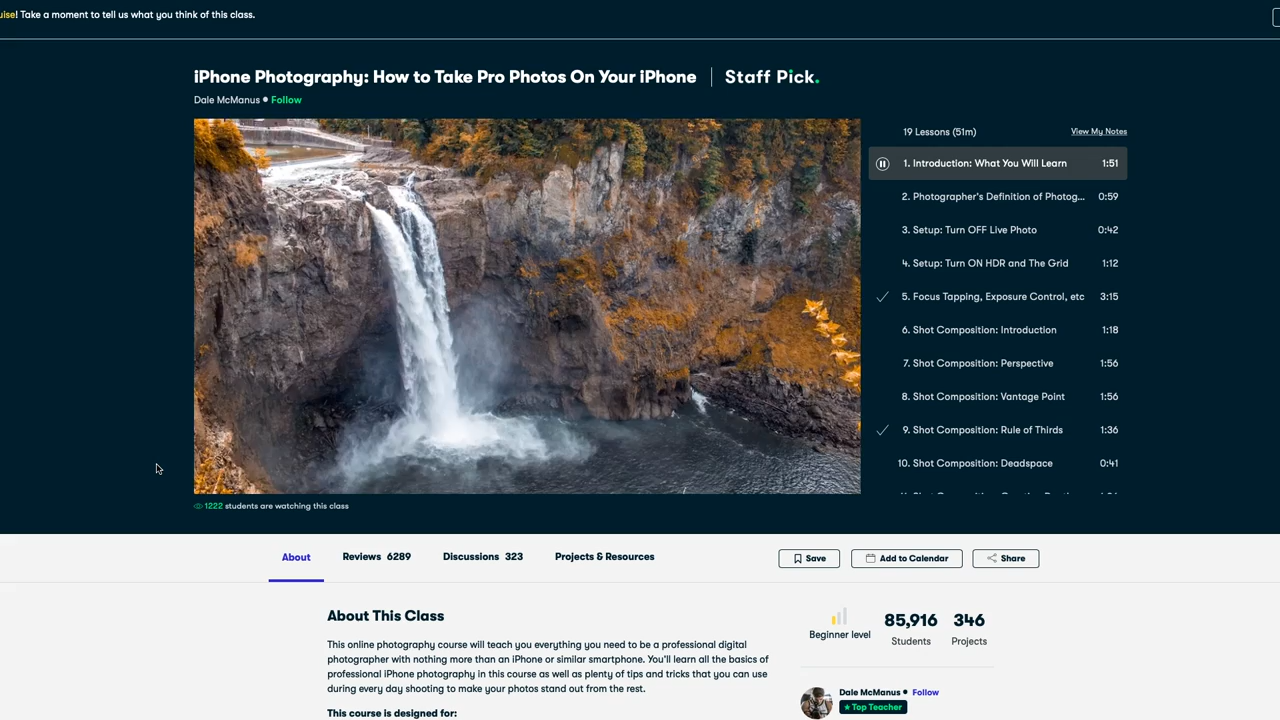 uise! Take a moment to tell us what you think of this class.
iPhone Photography: How to Take Pro Photos On Your iPhone | Staff Pick.
Dale McManus • Follow
19 Lessons (51m) View My Notes
1. Introduction: What You Will Learn 1:51
2. Photographer's Definition of Photog... 0:59
3. Setup: Turn OFF Live Photo 0:42
4. Setup: Turn ON HDR and The Grid 1:12
5. Focus Tapping, Exposure Control, etc 3:15
6. Shot Composition: Introduction 1:18
7. Shot Composition: Perspective 1:56
8. Shot Composition: Vantage Point 1:56
9. Shot Composition: Rule of Thirds 1:36
10. Shot Composition: Deadspace 0:41
1222 students are watching this class
About Reviews 6289 Discussions 323 Projects & Resources Save Add to Calendar Share
About This Class
This online photography course will teach you everything you need to be a professional digital
photographer with nothing more than an iPhone or similar smartphone. You'll learn all the basics of
professional iPhone photography in this course as well as plenty of tips and tricks that you can use
during every day shooting to make your photos stand out from the rest.
This course is designed for:
Beginner level
85,916 346
Students Projects
Dale McManus • Follow
★ Top Teacher